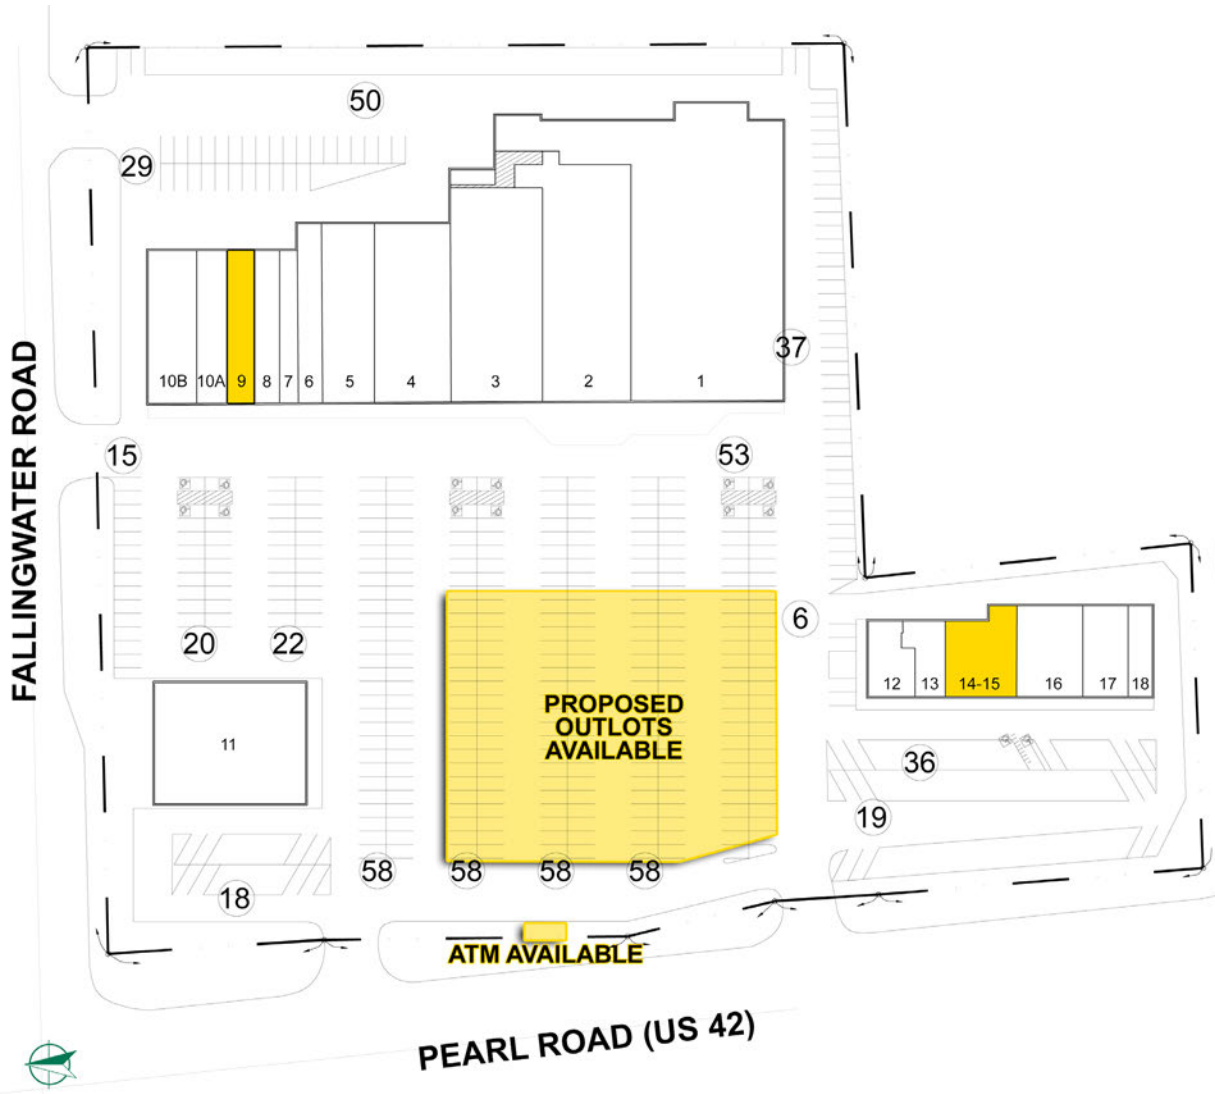 50
29
37
10B 10A 9 8 7 6 5 4 3 2 1
FALLINGWATER ROAD
15
53
20
22
6
12 13 14-15 16 17 18
PROPOSED
OUTLOTS
AVAILABLE
11
36
19
58 58 58 58
18
ATM AVAILABLE
PEARL ROAD (US 42)